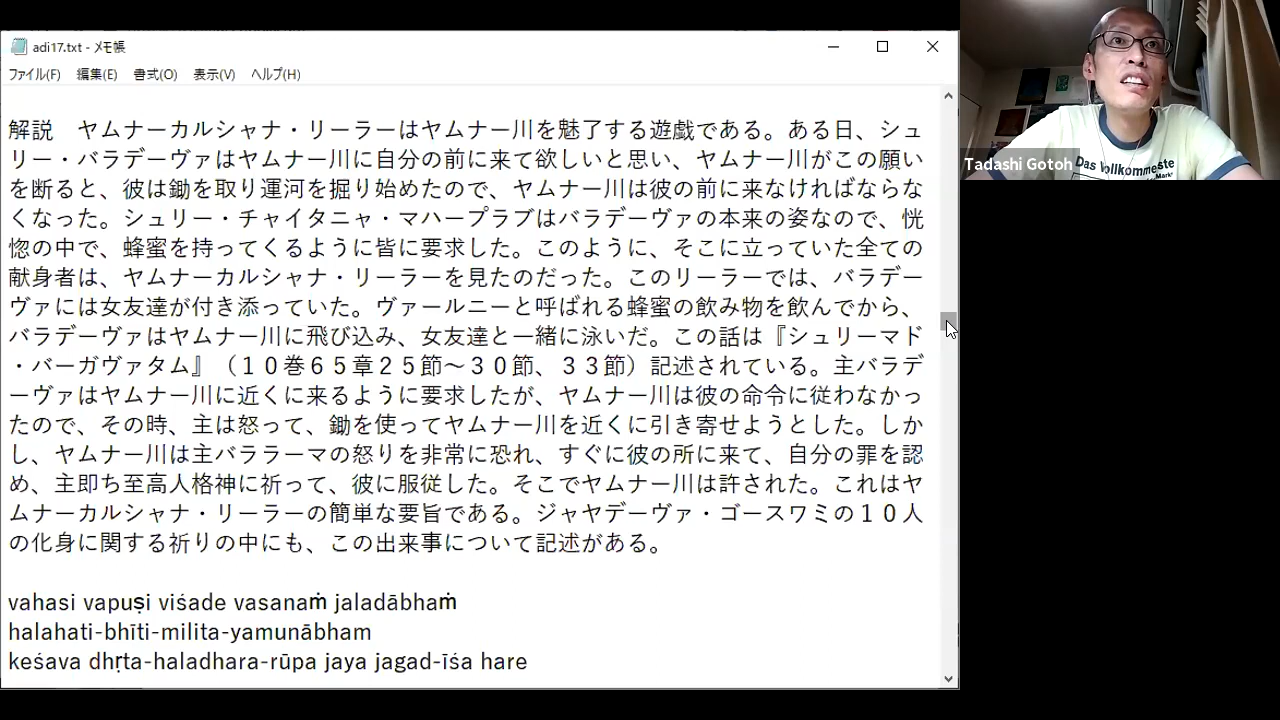 adi17.txt - メモ帳
ファイル(F) 編集(E) 書式(O) 表示(V) ヘルプ(H)
解説　ヤムナーカルシャナ・リーラーはヤムナー川を魅了する遊戯である。ある日、シュ
リー・バラデーヴァはヤムナー川に自分の前に来て欲しいと思い、ヤムナー川がこの願い
を断ると、彼は鋤を取り運河を掘り始めたので、ヤムナー川は彼の前に来なければならな
くなった。シュリー・チャイタニャ・マハープラブはバラデーヴァの本来の姿なので、恍
惚の中で、蜂蜜を持ってくるように皆に要求した。このように、そこに立っていた全ての
献身者は、ヤムナーカルシャナ・リーラーを見たのだった。このリーラーでは、バラデー
ヴァには女友達が付き添っていた。ヴァールニーと呼ばれる蜂蜜の飲み物を飲んでから、
バラデーヴァはヤムナー川に飛び込み、女友達と一緒に泳いだ。この話は『シュリーマド
・バーガヴァタム』（１０巻６５章２５節～３０節、３３節）記述されている。主バラデ
ーヴァはヤムナー川に近くに来るように要求したが、ヤムナー川は彼の命令に従わなかっ
たので、その時、主は怒って、鋤を使ってヤムナー川を近くに引き寄せようとした。しか
し、ヤムナー川は主バララーマの怒りを非常に恐れ、すぐに彼の所に来て、自分の罪を認
め、主即ち至高人格神に祈って、彼に服従した。そこでヤムナー川は許された。これはヤ
ムナーカルシャナ・リーラーの簡単な要旨である。ジャヤデーヴァ・ゴースワミの１０人
の化身に関する祈りの中にも、この出来事について記述がある。
vahasi vapuṣi viśade vasanaṁ jaladābhaṁ
halahati-bhīti-milita-yamunābham
keśava dhṛta-haladhara-rūpa jaya jagad-īśa hare
Tadashi Gotoh
Das Vollkommeste
Markt